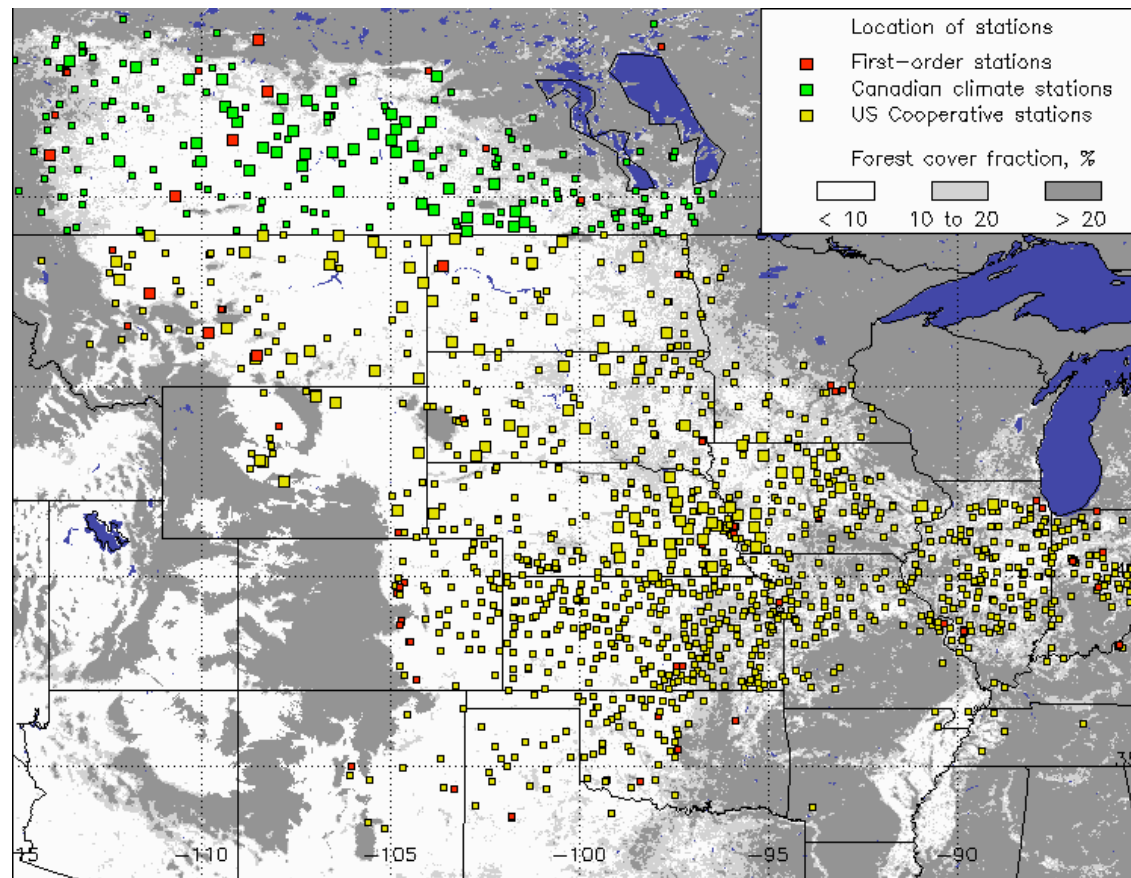 Location of stations
First-order stations
Canadian climate stations
US Cooperative stations
Forest cover fraction, %
< 10 10 to 20 > 20
-110 -105 -100 -95 -90